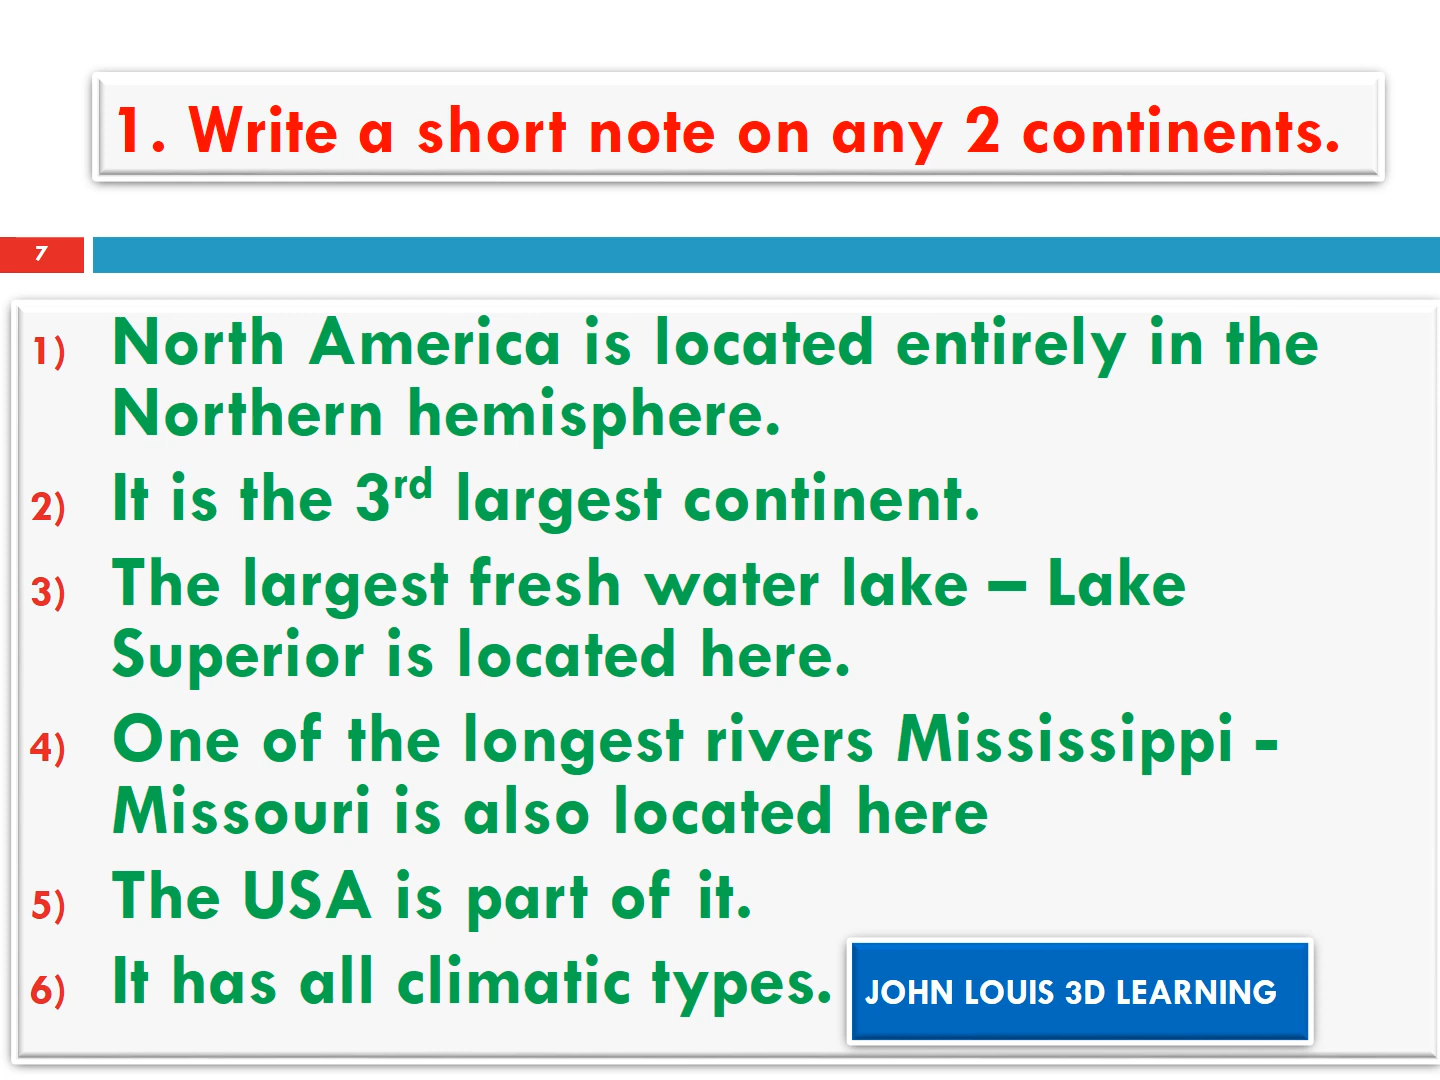 1. Write a short note on any 2 continents.
7
1) North America is located entirely in the
Northern hemisphere.
2) It is the 3rd largest continent.
3) The largest fresh water lake – Lake
Superior is located here.
4) One of the longest rivers Mississippi -
Missouri is also located here
5) The USA is part of it.
6) It has all climatic types.
JOHN LOUIS 3D LEARNING